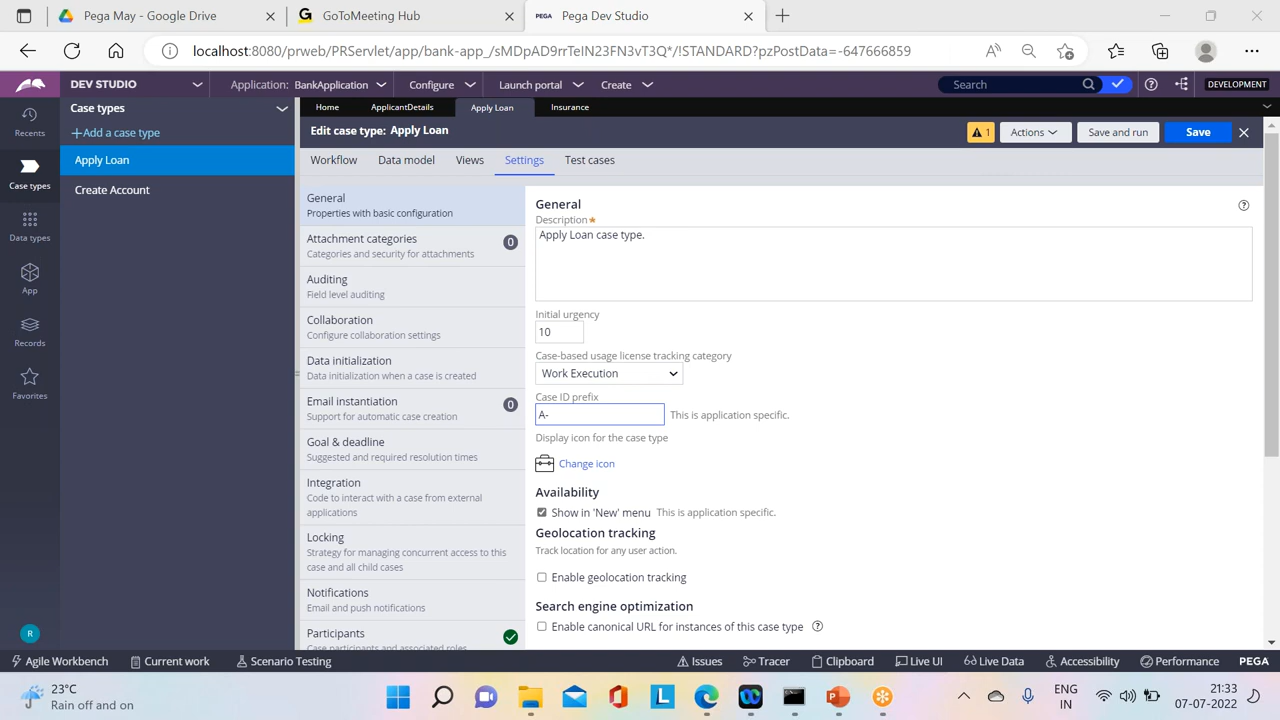 Pega May - Google Drive
GoToMeeting Hub
PEGA Pega Dev Studio
localhost:8080/prweb/PRServlet/app/bank-app_/sMDpAD9rrTeIN23FN3vT3Q*/!STANDARD?pzPostData=-647666859
DEV STUDIO
Application: BankApplication
Configure
Launch portal
Create
Search
DEVELOPMENT
Case types
Home
ApplicantDetails
Apply Loan
Insurance
Recents
Add a case type
Edit case type: Apply Loan
1
Actions
Save and run
Save
Case types
Apply Loan
Create Account
Workflow
Data model
Views
Settings
Test cases
Data types
App
Records
Favorites
General
Properties with basic configuration
Attachment categories
Categories and security for attachments
0
Auditing
Field level auditing
Collaboration
Configure collaboration settings
Data initialization
Data initialization when a case is created
Email instantiation
Support for automatic case creation
0
Goal & deadline
Suggested and required resolution times
Integration
Code to interact with a case from external
applications
Locking
Strategy for managing concurrent access to this
case and all child cases
Notifications
Email and push notifications
Participants
Case participants and associated roles
General
Description★
Apply Loan case type.
Initial urgency
10
Case-based usage license tracking category
Work Execution
Case ID prefix
A-
This is application specific.
Display icon for the case type
Change icon
Availability
Show in 'New' menu This is application specific.
Geolocation tracking
Track location for any user action.
Enable geolocation tracking
Search engine optimization
Enable canonical URL for instances of this case type
R
Agile Workbench
Current work
Scenario Testing
Issues
Tracer
Clipboard
Live UI
Live Data
Accessibility
Performance
PEGA
23°C
Rain off and on
L
ENG
IN
21:33
07-07-2022